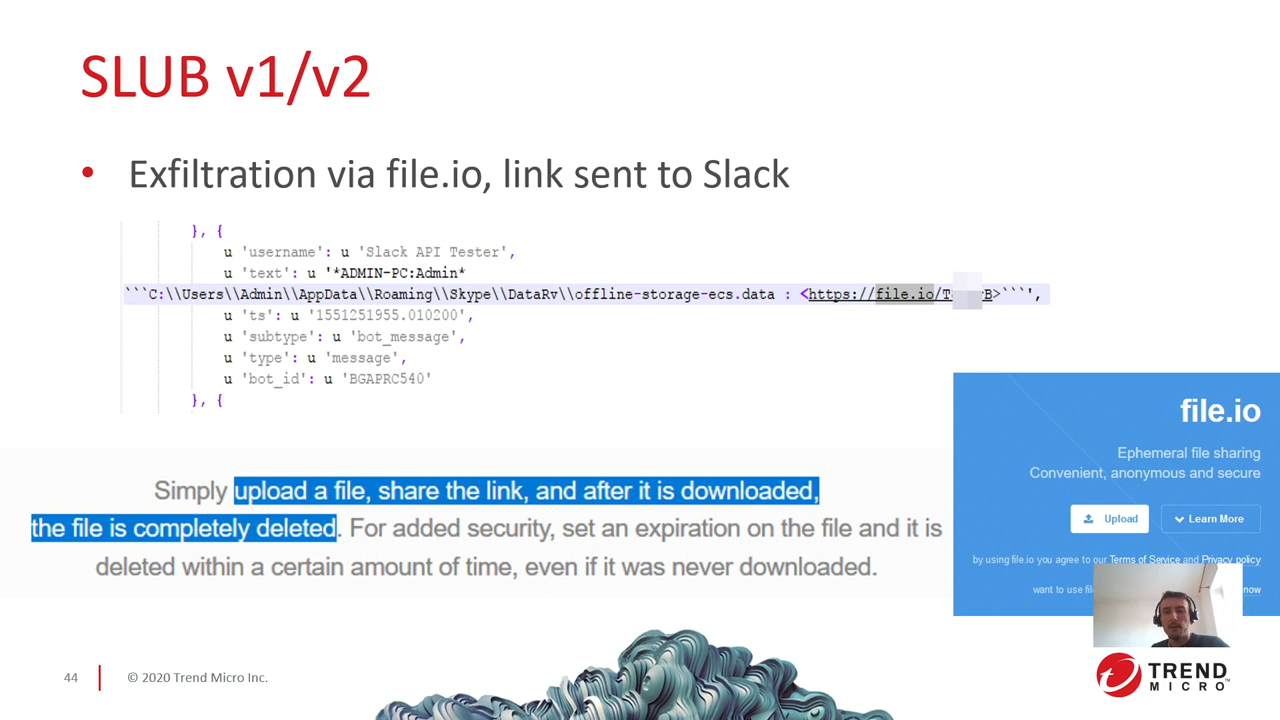 SLUB v1/v2
• Exfiltration via file.io, link sent to Slack
}, {
u 'username': u 'Slack API Tester',
u 'text': u '*ADMIN-PC:Admin*
```C:\\Users\\Admin\\AppData\\Roaming\\Skype\\DataRv\\offline-storage-ecs.data : <https://file.io/T B>```',
u 'ts': u '1551251955.010200',
u 'subtype': u 'bot_message',
u 'type': u 'message',
u 'bot_id': u 'BGAPRC540'
}, {
Simply upload a file, share the link, and after it is downloaded,
the file is completely deleted. For added security, set an expiration on the file and it is
deleted within a certain amount of time, even if it was never downloaded.
file.io
Ephemeral file sharing
Convenient, anonymous and secure
Upload
Learn More
by using file.io you agree to our Terms of Service and Privacy policy
want to use now
44
© 2020 Trend Micro Inc.
TREND
MICRO™